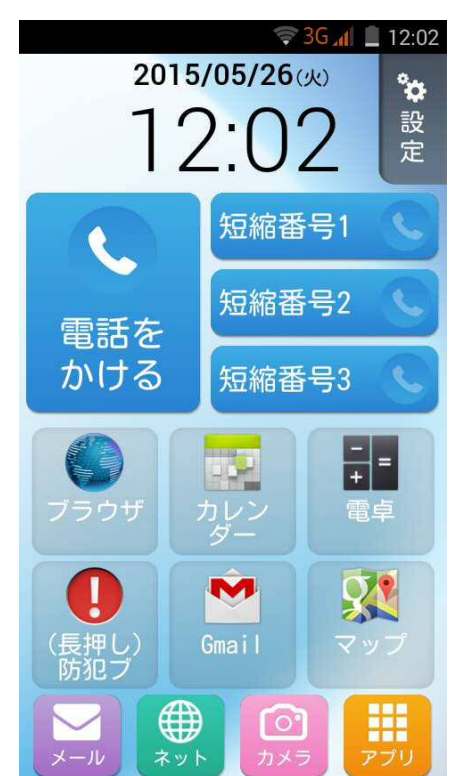 3G 12:02
2015/05/26(火)
12:02
設定
電話を
かける
短縮番号1
短縮番号2
短縮番号3
ブラウザ
カレン
ダー
電卓
(長押し)
防犯ブ
Gmail
マップ
メール
ネット
カメラ
アプリ